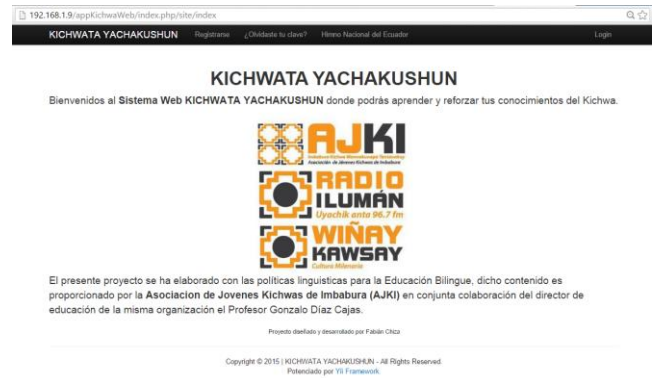 192.168.1.9/appKichwaWeb/index.php/site/index
KICHWATA YACHAKUSHUN Registrarse ¿Olvidaste tu clave? Himno Nacional del Ecuador Login
KICHWATA YACHAKUSHUN
Bienvenidos al Sistema Web KICHWATA YACHAKUSHUN donde podrás aprender y reforzar tus conocimientos del Kichwa.
AJKI
Asociación de Jóvenes Kichwas de Imbabura
RADIO
ILUMÁN
Uyachik anta 96.7 fm
WIÑAY
KAWSAY
Cultura Milenaria
El presente proyecto se ha elaborado con las políticas linguisticas para la Educación Bilingue, dicho contenido es
proporcionado por la Asociacion de Jovenes Kichwas de Imbabura (AJKI) en conjunta colaboración del director de
educación de la misma organización el Profesor Gonzalo Díaz Cajas.
Proyecto diseñado y desarrollado por Fabián Chiza
Copyright © 2015 | KICHWATA YACHAKUSHUN - All Rights Reserved.
Potenciado por Yii Framework